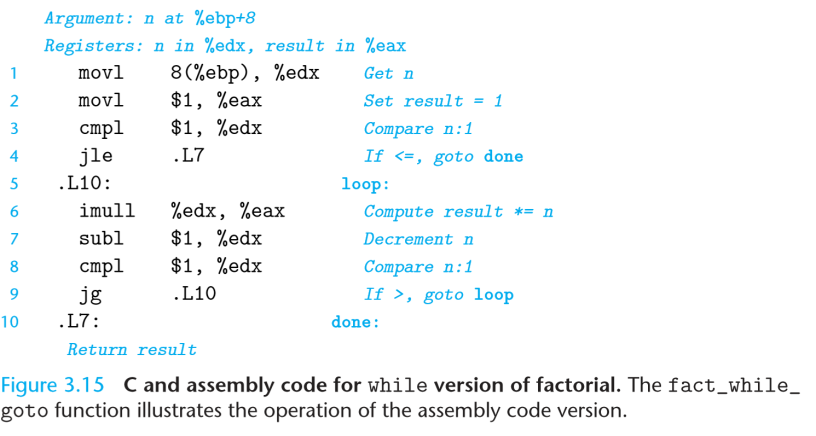 Argument: n at %ebp+8
Registers: n in %edx, result in %eax
1 movl 8(%ebp), %edx Get n
2 movl $1, %eax Set result = 1
3 cmpl $1, %edx Compare n:1
4 jle .L7 If <=, goto done
5 .L10: loop:
6 imull %edx, %eax Compute result *= n
7 subl $1, %edx Decrement n
8 cmpl $1, %edx Compare n:1
9 jg .L10 If >, goto loop
10 .L7: done:
Return result
Figure 3.15 C and assembly code for while version of factorial. The fact_while_
goto function illustrates the operation of the assembly code version.